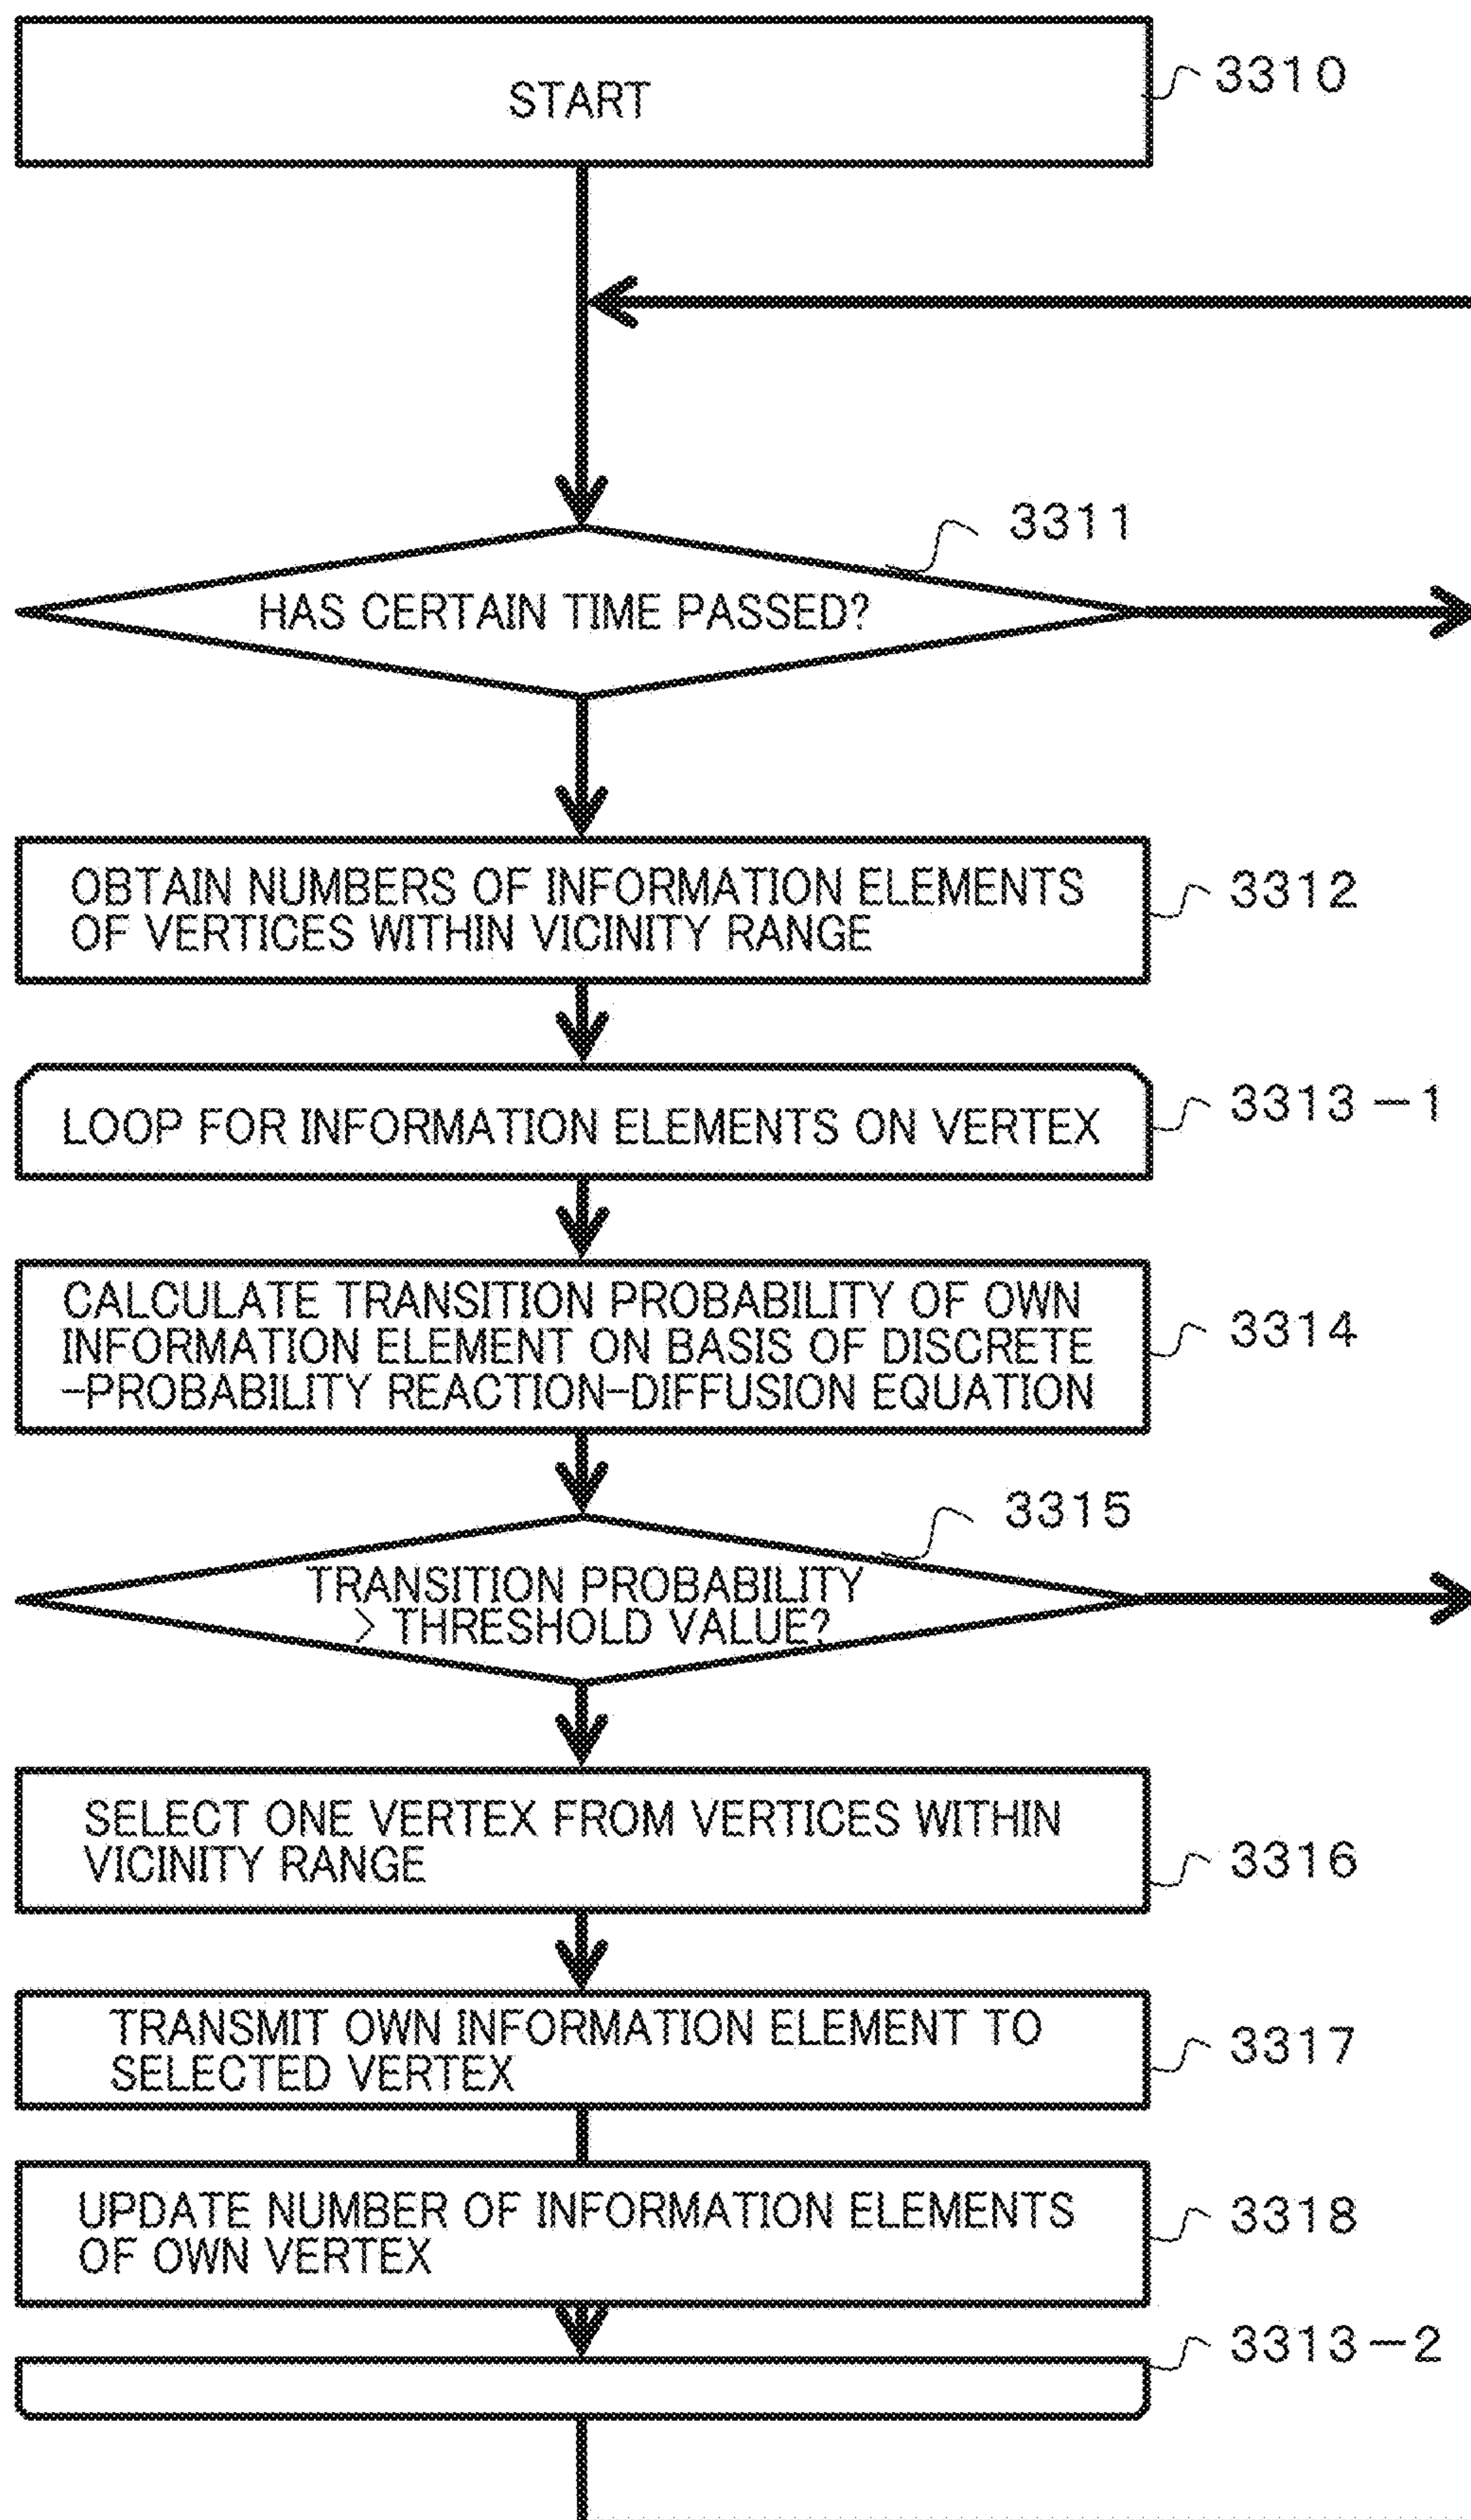 START
3310
3311
HAS CERTAIN TIME PASSED?
OBTAIN NUMBERS OF INFORMATION ELEMENTS
OF VERTICES WITHIN VICINITY RANGE
3312
LOOP FOR INFORMATION ELEMENTS ON VERTEX
3313-1
CALCULATE TRANSITION PROBABILITY OF OWN
INFORMATION ELEMENT ON BASIS OF DISCRETE
-PROBABILITY REACTION-DIFFUSION EQUATION
3314
3315
TRANSITION PROBABILITY
> THRESHOLD VALUE?
SELECT ONE VERTEX FROM VERTICES WITHIN
VICINITY RANGE
3316
TRANSMIT OWN INFORMATION ELEMENT TO
SELECTED VERTEX
3317
UPDATE NUMBER OF INFORMATION ELEMENTS
OF OWN VERTEX
3318
3313-2